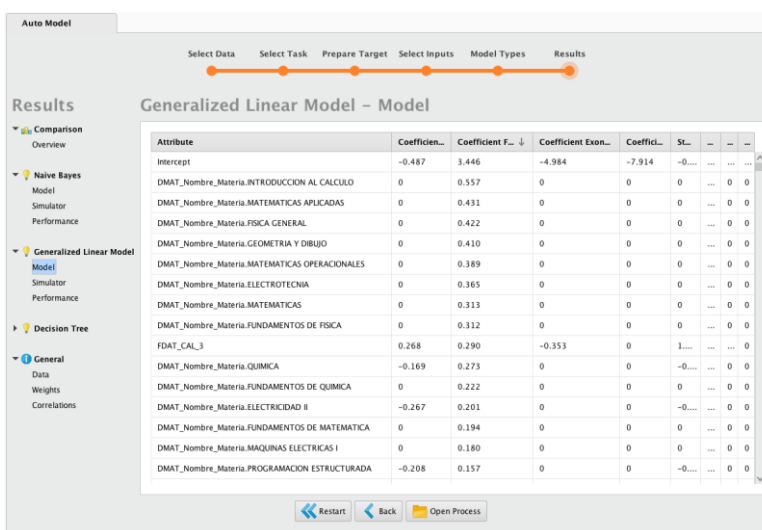 Auto Model
Select Data Select Task Prepare Target Select Inputs Model Types Results
Results
Generalized Linear Model – Model
Comparison
Overview
Naive Bayes
Model
Simulator
Performance
Generalized Linear Model
Model
Simulator
Performance
Decision Tree
General
Data
Weights
Correlations
Attribute Coefficien... Coefficient F... ↓ Coefficient Exon... Coeffici... St... ... ... ...
Intercept −0.487 3.446 −4.984 −7.914 −0.... ... ... ...
DMAT_Nombre_Materia.INTRODUCCION AL CALCULO 0 0.557 0 0 0 ... 0 0
DMAT_Nombre_Materia.MATEMATICAS APLICADAS 0 0.431 0 0 0 ... 0 0
DMAT_Nombre_Materia.FISICA GENERAL 0 0.422 0 0 0 ... 0 0
DMAT_Nombre_Materia.GEOMETRIA Y DIBUJO 0 0.410 0 0 0 ... 0 0
DMAT_Nombre_Materia.MATEMATICAS OPERACIONALES 0 0.389 0 0 0 ... 0 0
DMAT_Nombre_Materia.ELECTROTECNIA 0 0.365 0 0 0 ... 0 0
DMAT_Nombre_Materia.MATEMATICAS 0 0.313 0 0 0 ... 0 0
DMAT_Nombre_Materia.FUNDAMENTOS DE FISICA 0 0.312 0 0 0 ... 0 0
FDAT_CAL_3 0.268 0.290 −0.353 0 1.... ... ... 0
DMAT_Nombre_Materia.QUIMICA −0.169 0.273 0 0 −0.... ... 0 0
DMAT_Nombre_Materia.FUNDAMENTOS DE QUIMICA 0 0.222 0 0 0 ... 0 0
DMAT_Nombre_Materia.ELECTRICIDAD II −0.267 0.201 0 0 −0.... ... 0 0
DMAT_Nombre_Materia.FUNDAMENTOS DE MATEMATICA 0 0.194 0 0 0 ... 0 0
DMAT_Nombre_Materia.MAQUINAS ELECTRICAS I 0 0.180 0 0 0 ... 0 0
DMAT_Nombre_Materia.PROGRAMACION ESTRUCTURADA −0.208 0.157 0 0 −0.... ... 0 0
Restart Back Open Process